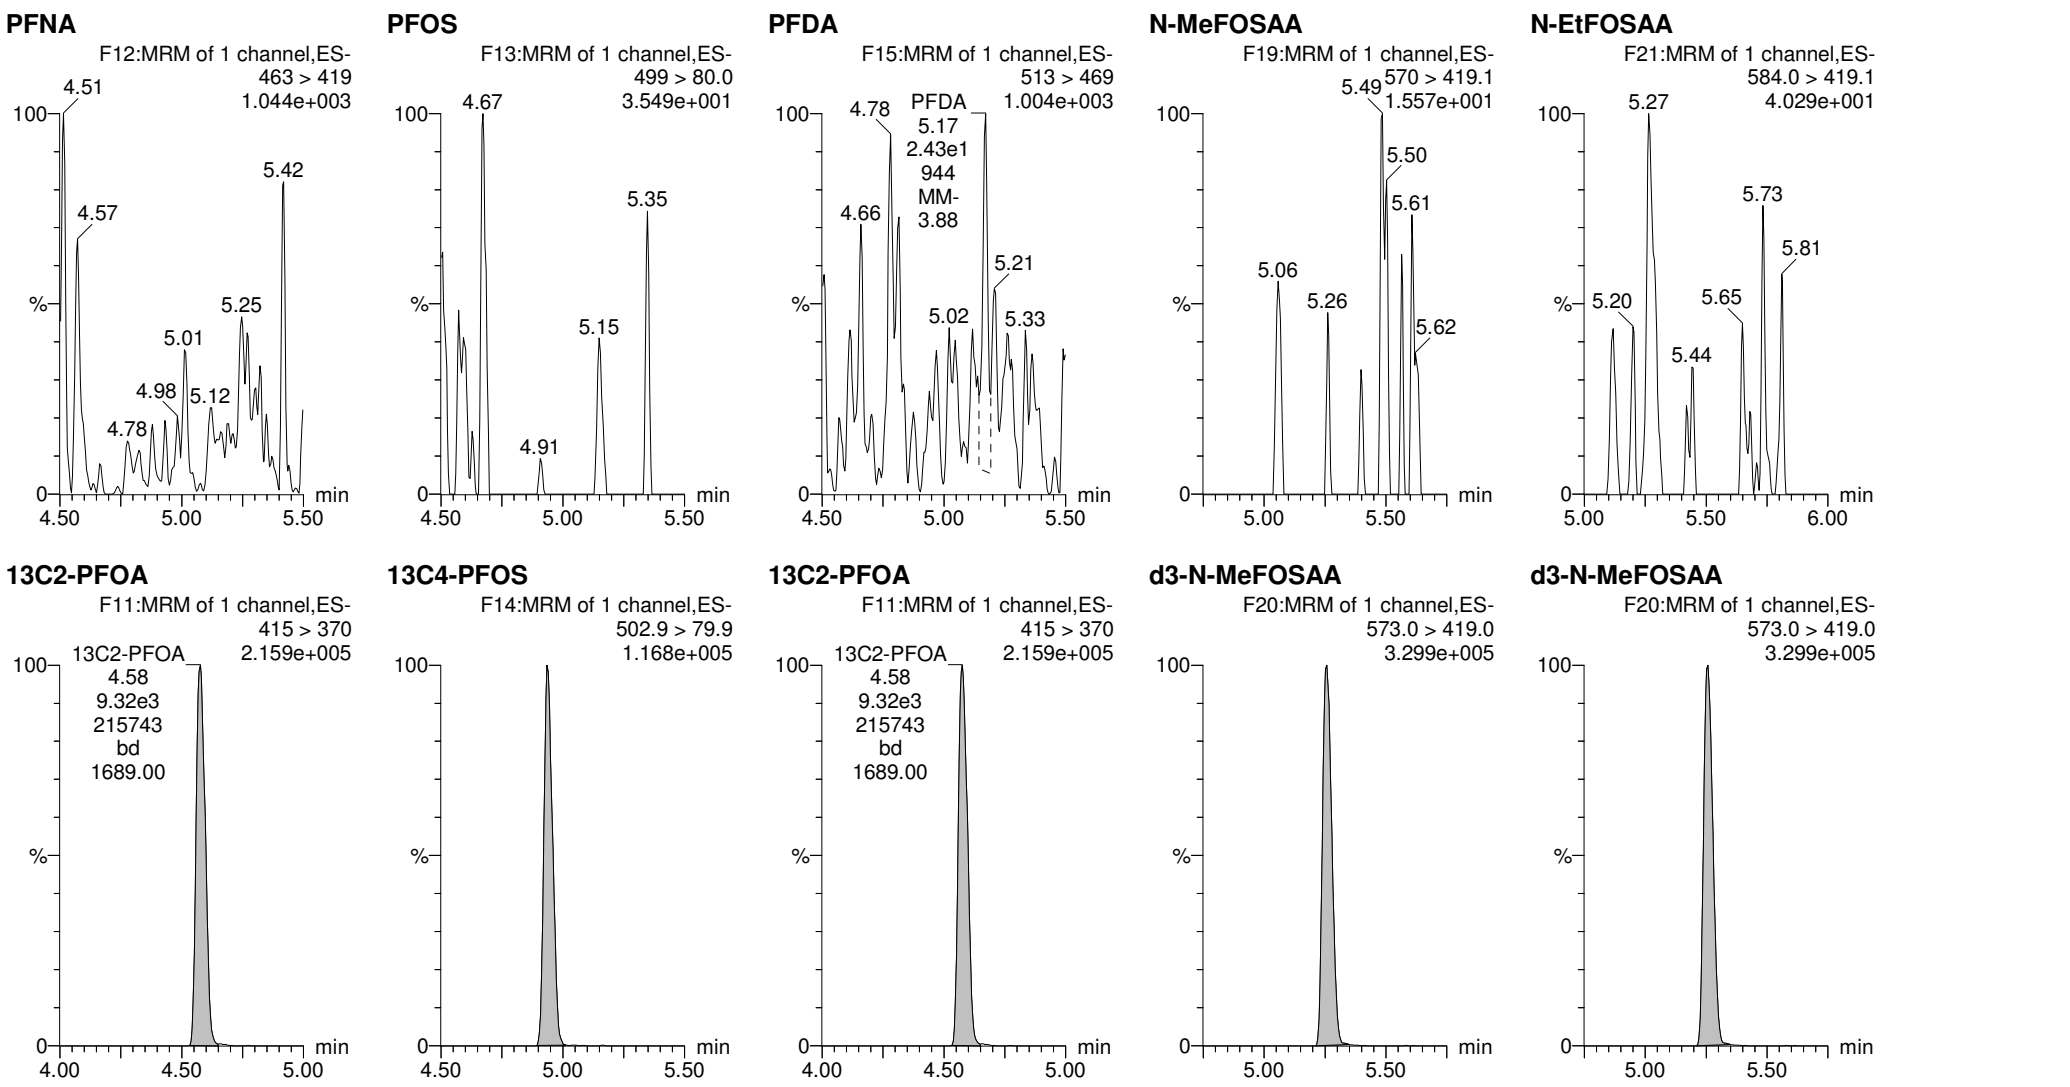 PFNA
F12:MRM of 1 channel,ES-
463 > 419
1.044e+003
4.51
100
5.42
4.57
%
5.25
5.01
4.98
5.12
4.78
0
min
4.50
5.00
5.50
PFOS
F13:MRM of 1 channel,ES-
499 > 80.0
3.549e+001
4.67
100
5.35
5.15
%
4.91
0
min
4.50
5.00
5.50
PFDA
F15:MRM of 1 channel,ES-
513 > 469
1.004e+003
PFDA
5.17
2.43e1
944
MM-
3.88
4.78
100
4.66
5.21
%
5.02
5.33
0
min
4.50
5.00
5.50
N-MeFOSAA
F19:MRM of 1 channel,ES-
570 > 419.1
1.557e+001
5.49
100
5.50
5.61
5.06
5.26
%
5.62
0
min
5.00
5.50
N-EtFOSAA
F21:MRM of 1 channel,ES-
584.0 > 419.1
4.029e+001
5.27
100
5.73
5.81
5.20
5.65
%
5.44
0
min
5.00
5.50
6.00
13C2-PFOA
F11:MRM of 1 channel,ES-
415 > 370
2.159e+005
13C2-PFOA
4.58
9.32e3
215743
bd
1689.00
100
%
0
min
4.00
4.50
5.00
13C4-PFOS
F14:MRM of 1 channel,ES-
502.9 > 79.9
1.168e+005
100
%
0
min
4.50
5.00
5.50
13C2-PFOA
F11:MRM of 1 channel,ES-
415 > 370
2.159e+005
13C2-PFOA
4.58
9.32e3
215743
bd
1689.00
100
%
0
min
4.00
4.50
5.00
d3-N-MeFOSAA
F20:MRM of 1 channel,ES-
573.0 > 419.0
3.299e+005
100
%
0
min
5.00
5.50
d3-N-MeFOSAA
F20:MRM of 1 channel,ES-
573.0 > 419.0
3.299e+005
100
%
0
min
5.00
5.50